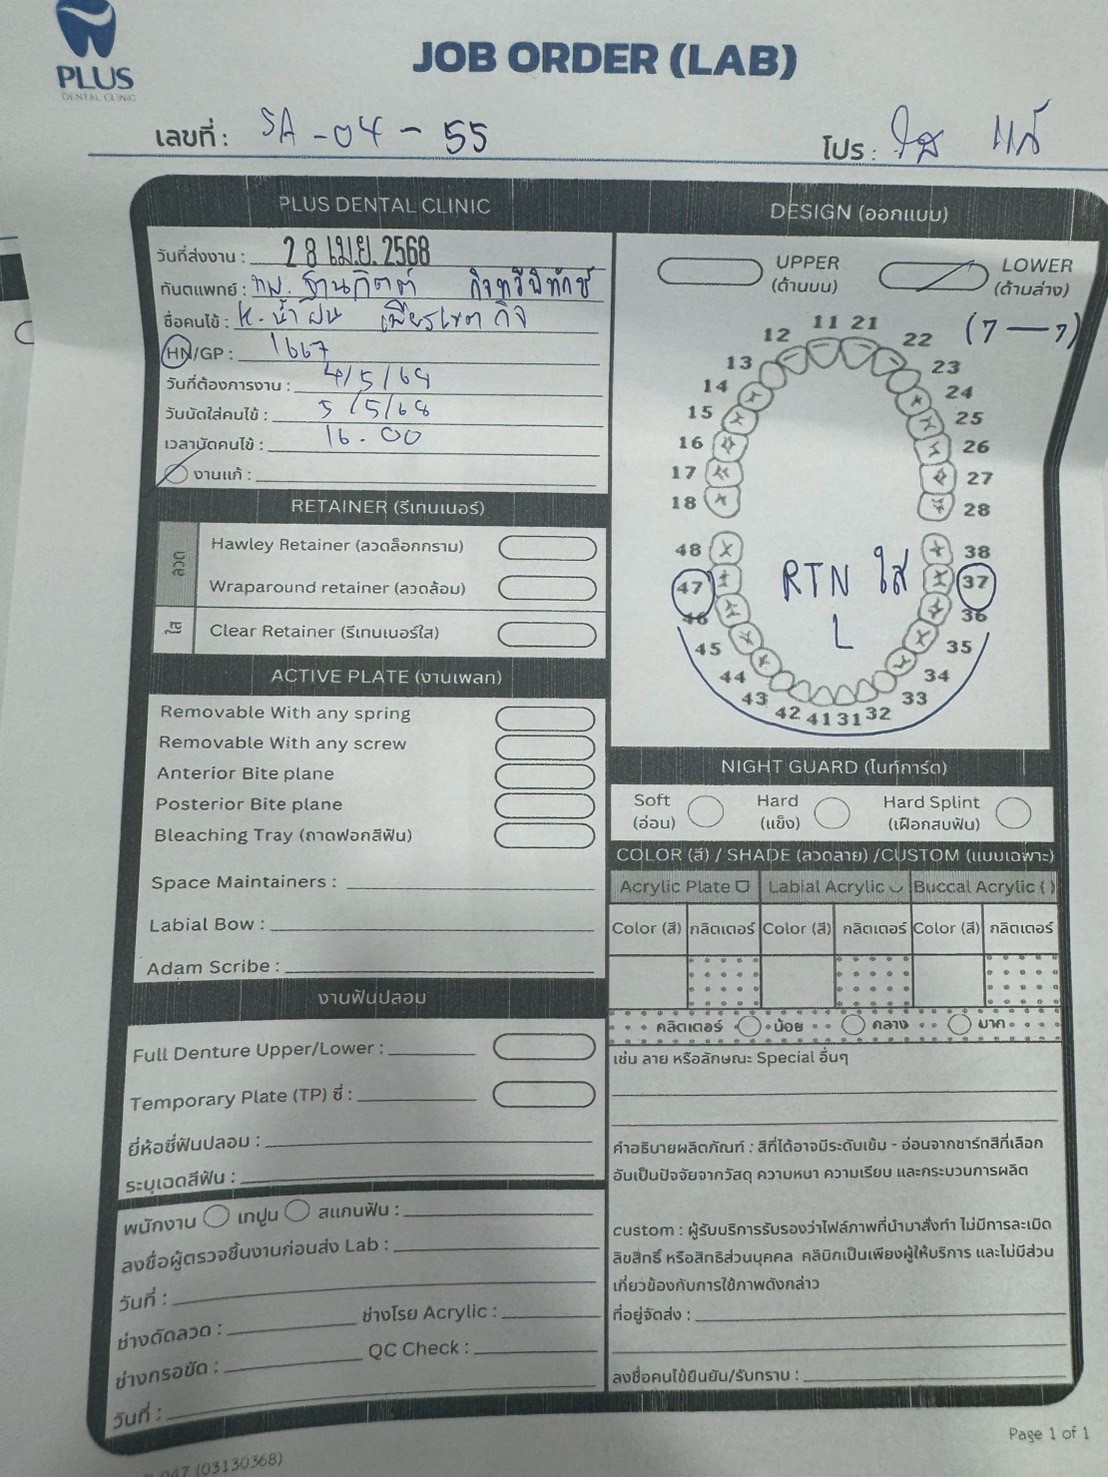 PLUS
DENTAL CLINIC
JOB ORDER (LAB)
เลขที่ : SA-04-55
โปร : ใส
PLUS DENTAL CLINIC
วันที่ส่งงาน : 28 เม.ย. 2568
ทันตแพทย์ : ทพ. ฐานกิตต์
ชื่อคนไข้ : K. น้ำฝน
HN/GP : 1667
วันที่ต้องการงาน : 4/5/68
วันนัดใส่คนไข้ : 5/5/68
เวลานัดคนไข้ : 16.00
งานแก้ :
RETAINER (รีเทนเนอร์)
ลวด
Hawley Retainer (ลวดล็อกกราม)
Wraparound retainer (ลวดล้อม)
ใส
Clear Retainer (รีเทนเนอร์ใส)
ACTIVE PLATE (งานเพลท)
Removable With any spring
Removable With any screw
Anterior Bite plane
Posterior Bite plane
Bleaching Tray (ถาดฟอกสีฟัน)
Space Maintainers :
Labial Bow :
Adam Scribe :
งานฟันปลอม
Full Denture Upper/Lower :
Temporary Plate (TP) ซี่ :
ยี่ห้อซี่ฟันปลอม :
ระบุเฉดสีฟัน :
พนักงาน เทปูน สแกนฟัน :
ลงชื่อผู้ตรวจชิ้นงานก่อนส่ง Lab :
วันที่ :
ช่างดัดลวด : ช่างโรย Acrylic :
ช่างกรอขัด : QC Check :
วันที่ :
DESIGN (ออกแบบ)
UPPER (ด้านบน) LOWER (ด้านล่าง)
(7 — 7)
11 21
12 22
13 23
14 24
15 25
16 26
17 27
18 28
48 38
47 37
46 36
45 35
44 34
43 33
42 41 31 32
RTN ใส
L
NIGHT GUARD (ไนท์การ์ด)
Soft (อ่อน) Hard (แข็ง) Hard Splint (เฝือกสบฟัน)
COLOR (สี) / SHADE (ลวดลาย) /CUSTOM (แบบเฉพาะ)
Acrylic Plate Labial Acrylic Buccal Acrylic ( )
Color (สี) กลิตเตอร์ Color (สี) กลิตเตอร์ Color (สี) กลิตเตอร์
กลิตเตอร์ น้อย กลาง มาก
เช่น ลาย หรือลักษณะ Special อื่นๆ
คำอธิบายผลิตภัณฑ์ : สีที่ได้อาจมีระดับเข้ม - อ่อนจากชาร์ทสีที่เลือก
อันเป็นปัจจัยจากวัสดุ ความหนา ความเรียบ และกระบวนการผลิต
custom : ผู้รับบริการรับรองว่าไฟล์ภาพที่นำมาสั่งทำ ไม่มีการละเมิด
ลิขสิทธิ์ หรือสิทธิส่วนบุคคล คลินิกเป็นเพียงผู้ให้บริการ และไม่มีส่วน
เกี่ยวข้องกับการใช้ภาพดังกล่าว
ที่อยู่จัดส่ง :
ลงชื่อคนไข้ยืนยัน/รับทราบ :
Page 1 of 1
047 (03130368)